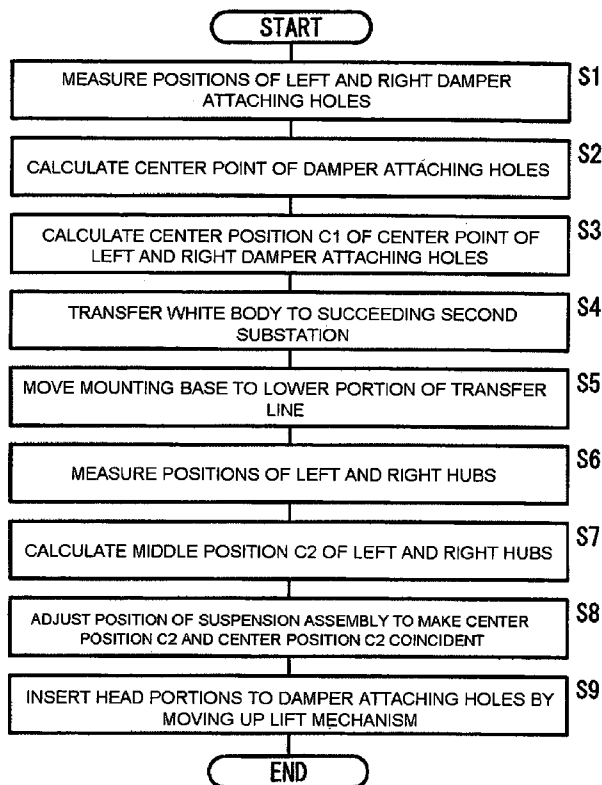 START
MEASURE POSITIONS OF LEFT AND RIGHT DAMPER
ATTACHING HOLES
S1
CALCULATE CENTER POINT OF DAMPER ATTACHING HOLES
S2
CALCULATE CENTER POSITION C1 OF CENTER POINT OF
LEFT AND RIGHT DAMPER ATTACHING HOLES
S3
TRANSFER WHITE BODY TO SUCCEEDING SECOND
SUBSTATION
S4
MOVE MOUNTING BASE TO LOWER PORTION OF TRANSFER
LINE
S5
MEASURE POSITIONS OF LEFT AND RIGHT HUBS
S6
CALCULATE MIDDLE POSITION C2 OF LEFT AND RIGHT HUBS
S7
ADJUST POSITION OF SUSPENSION ASSEMBLY TO MAKE CENTER
POSITION C2 AND CENTER POSITION C2 COINCIDENT
S8
INSERT HEAD PORTIONS TO DAMPER ATTACHING HOLES BY
MOVING UP LIFT MECHANISM
S9
END